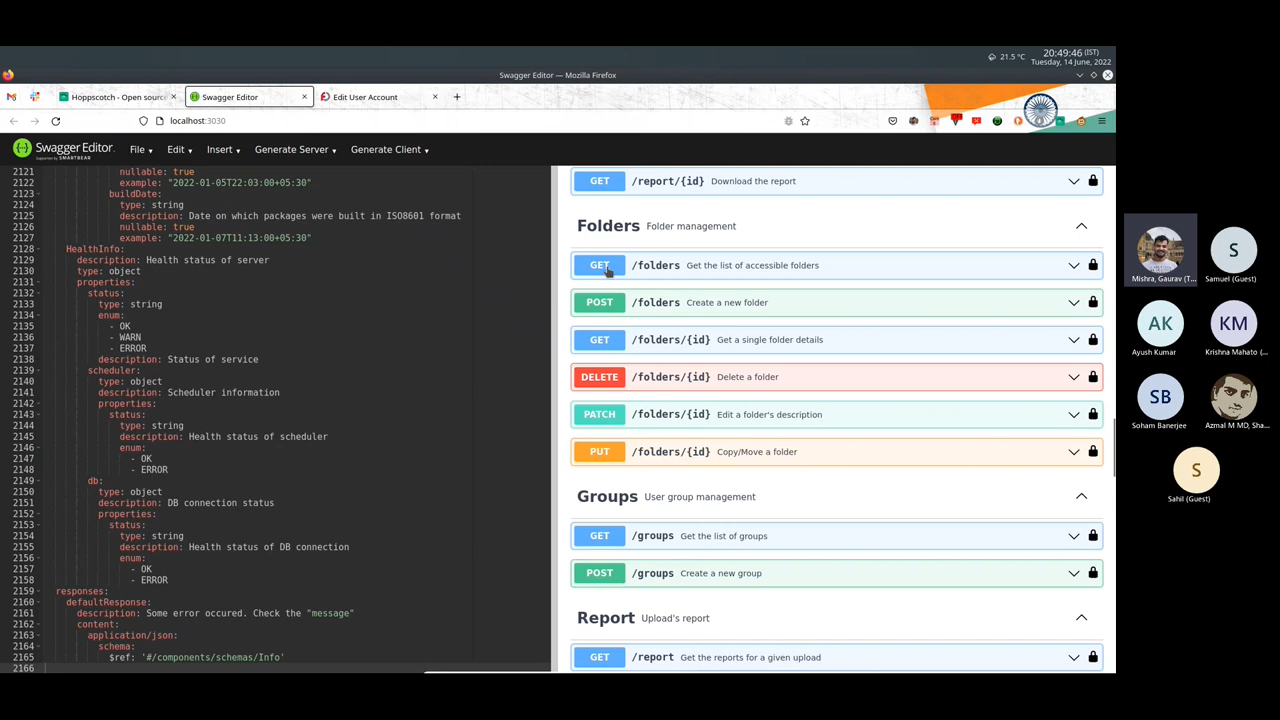 21.5 °C
20:49:46 (IST)
Tuesday, 14 June, 2022
Swagger Editor — Mozilla Firefox
Hoppscotch - Open sourc
Swagger Editor
Edit User Account
localhost:3030
Swagger Editor.
Supported by SMARTBEAR
File
Edit
Insert
Generate Server
Generate Client
2121 nullable: true
2122 example: "2022-01-05T22:03:00+05:30"
2123 buildDate:
2124 type: string
2125 description: Date on which packages were built in ISO8601 format
2126 nullable: true
2127 example: "2022-01-07T11:13:00+05:30"
2128 HealthInfo:
2129 description: Health status of server
2130 type: object
2131 properties:
2132 status:
2133 type: string
2134 enum:
2135 - OK
2136 - WARN
2137 - ERROR
2138 description: Status of service
2139 scheduler:
2140 type: object
2141 description: Scheduler information
2142 properties:
2143 status:
2144 type: string
2145 description: Health status of scheduler
2146 enum:
2147 - OK
2148 - ERROR
2149 db:
2150 type: object
2151 description: DB connection status
2152 properties:
2153 status:
2154 type: string
2155 description: Health status of DB connection
2156 enum:
2157 - OK
2158 - ERROR
2159 responses:
2160 defaultResponse:
2161 description: Some error occured. Check the "message"
2162 content:
2163 application/json:
2164 schema:
2165 $ref: '#/components/schemas/Info'
2166
GET /report/{id} Download the report
Folders Folder management
GET /folders Get the list of accessible folders
POST /folders Create a new folder
GET /folders/{id} Get a single folder details
DELETE /folders/{id} Delete a folder
PATCH /folders/{id} Edit a folder's description
PUT /folders/{id} Copy/Move a folder
Groups User group management
GET /groups Get the list of groups
POST /groups Create a new group
Report Upload's report
GET /report Get the reports for a given upload
Mishra, Gaurav (T...
S
Samuel (Guest)
AK
Ayush Kumar
KM
Krishna Mahato (...
SB
Soham Banerjee
Azmal M MD, Sha...
S
Sahil (Guest)